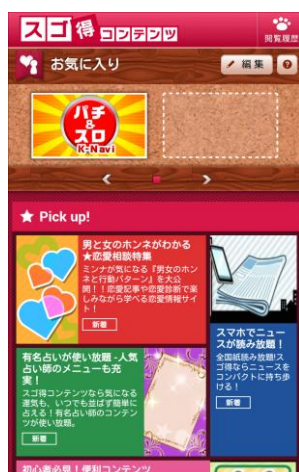 スゴ得コンテンツ
閲覧履歴
お気に入り
編集
?
パチ
&
スロ
K-Navi
★ Pick up!
男と女のホンネがわかる
★恋愛相談特集
ミンナが気になる『男女のホン
ネと行動パターン』を大公
開！！恋愛記事や恋愛診断で楽
しみながら学べる恋愛情報サイ
ト！
新着
スマホでニュー
スが読み放題！
全国紙読み放題!ス
ゴ得ならニュースを
コンパクトに持ち歩
ける！
新着
有名占いが使い放題-人気
占い師のメニューも充
実！
スゴ得コンテンツなら気になる
運気も、いつでも並ばず簡単に
占える！有名占い師のコンテン
ツが使い放題。
新着
初心者必見！便利コンテンツ